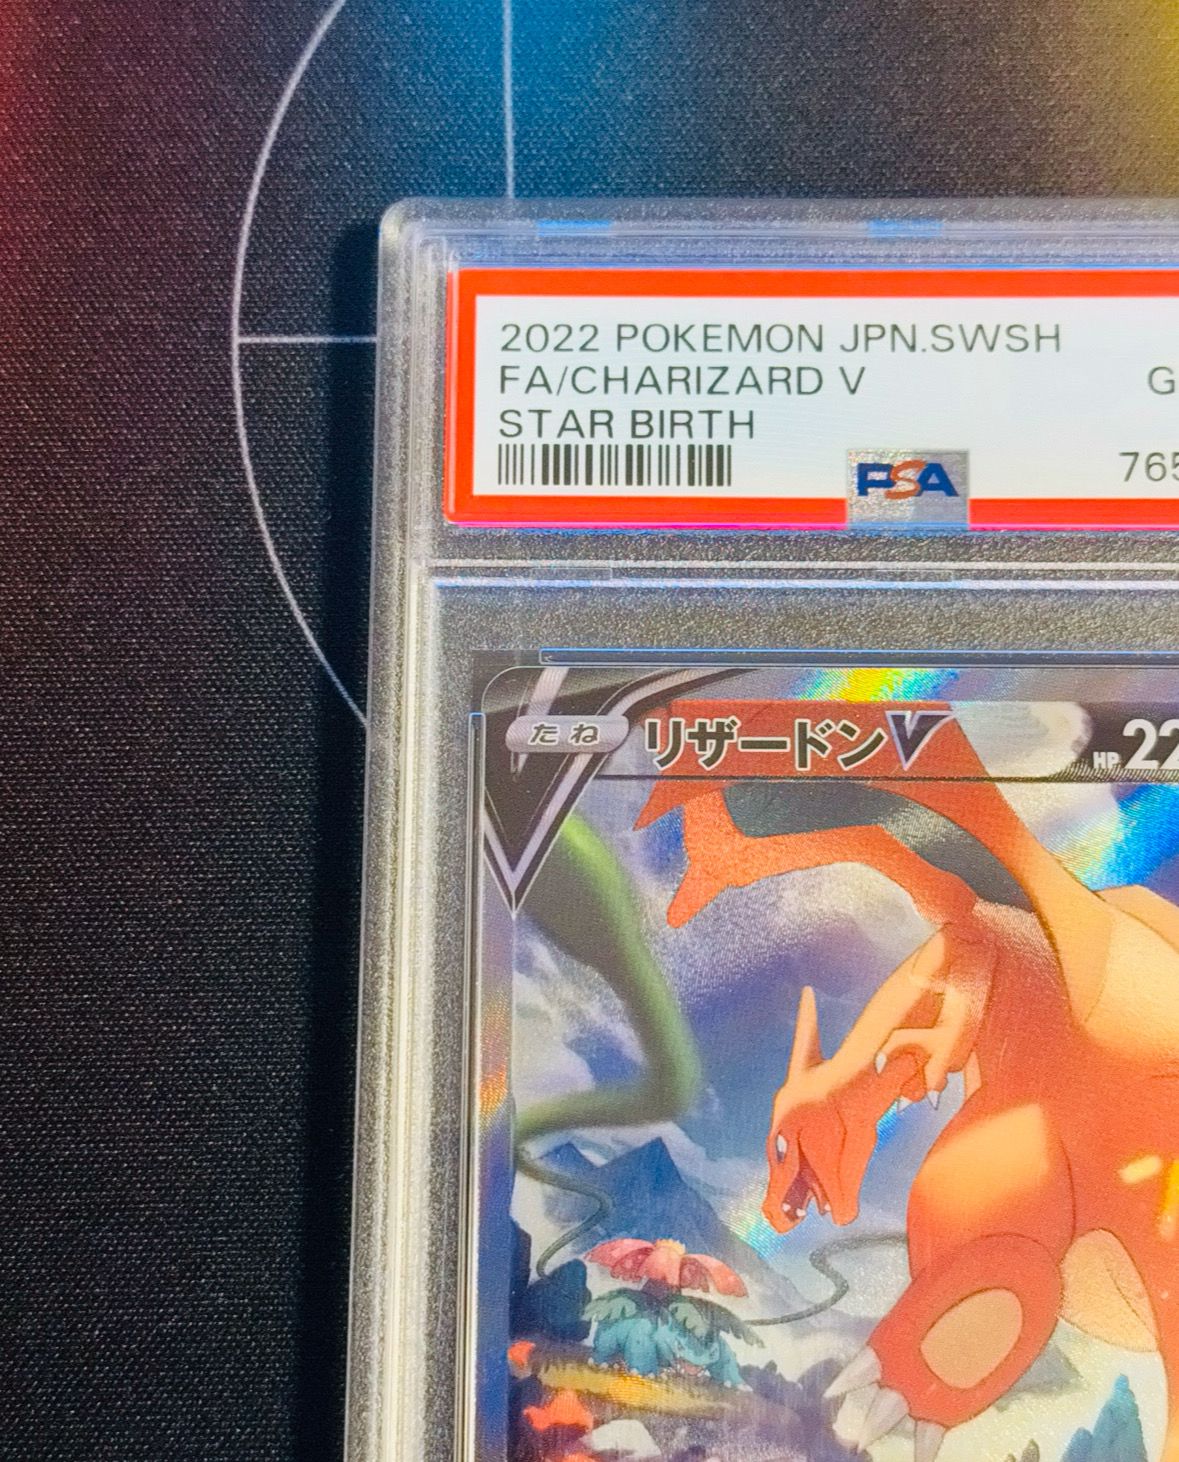 2022 POKEMON JPN.SWSH
FA/CHARIZARD V
STAR BIRTH
PSA
たね リザードンV HP